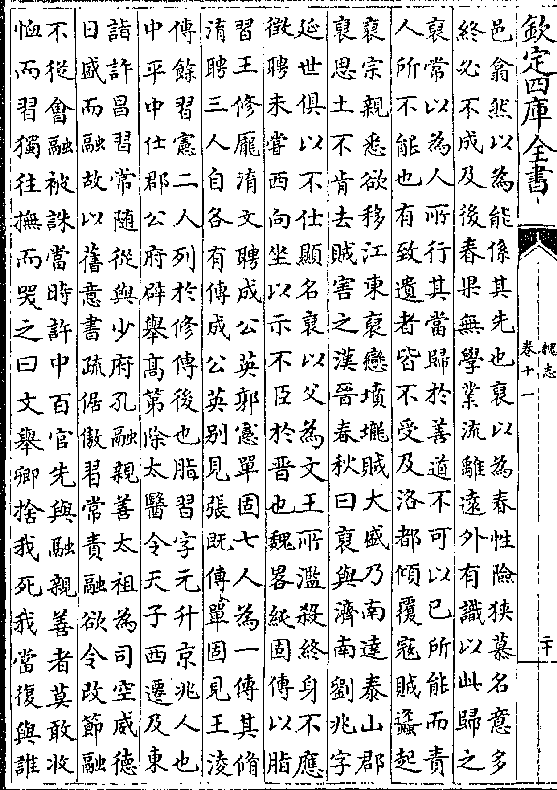 欽定四庫全書
魏志
卷十一
邑翕然以為能係其先也裒以為春性險狹慕名意多
終必不成及後春果無學業流離遠外有識以此歸之
裒常以為人所行其當歸於善道不可以已所能而責
人所不能也有致遺者皆不受及洛都傾覆寇賊蠭起
裒宗親悉欲移江東裒戀墳壠賊大盛乃南達泰山郡
裒思土不肯去賊害之漢晉春秋曰裒與濟南劉兆字
延世俱以不仕顯名裒以父為文王所濫殺終身不應
徵聘未嘗西向坐以示不臣於晋也魏畧純固傳以脂
習王修龎淯文聘成公英郭憲單固七人為一傳其脩
淯聘三人自各有傳成公英别見張既傳單固見王淩
傳餘習憲二人列於修傳後也脂習字元升京兆人也
中平中仕郡公府辟舉髙第除太醫令天子西遷及東
詣許昌習常隨從與少府孔融親善太祖為司空威德
日盛而融故以舊意書疏倨傲習常責融欲令改節融
不從會融被誅當時許中百官先與融親善者莫敢收
恤而習獨往撫而哭之曰文舉卿捨我死我當復與誰